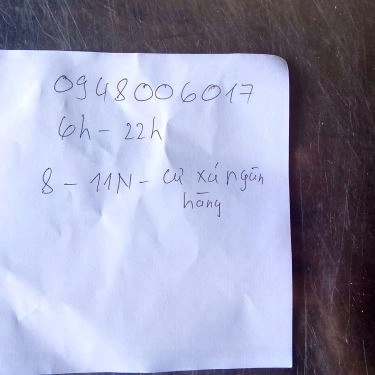 0948006017
6h - 22h
8 - 11N - cư xá ngân
hàng